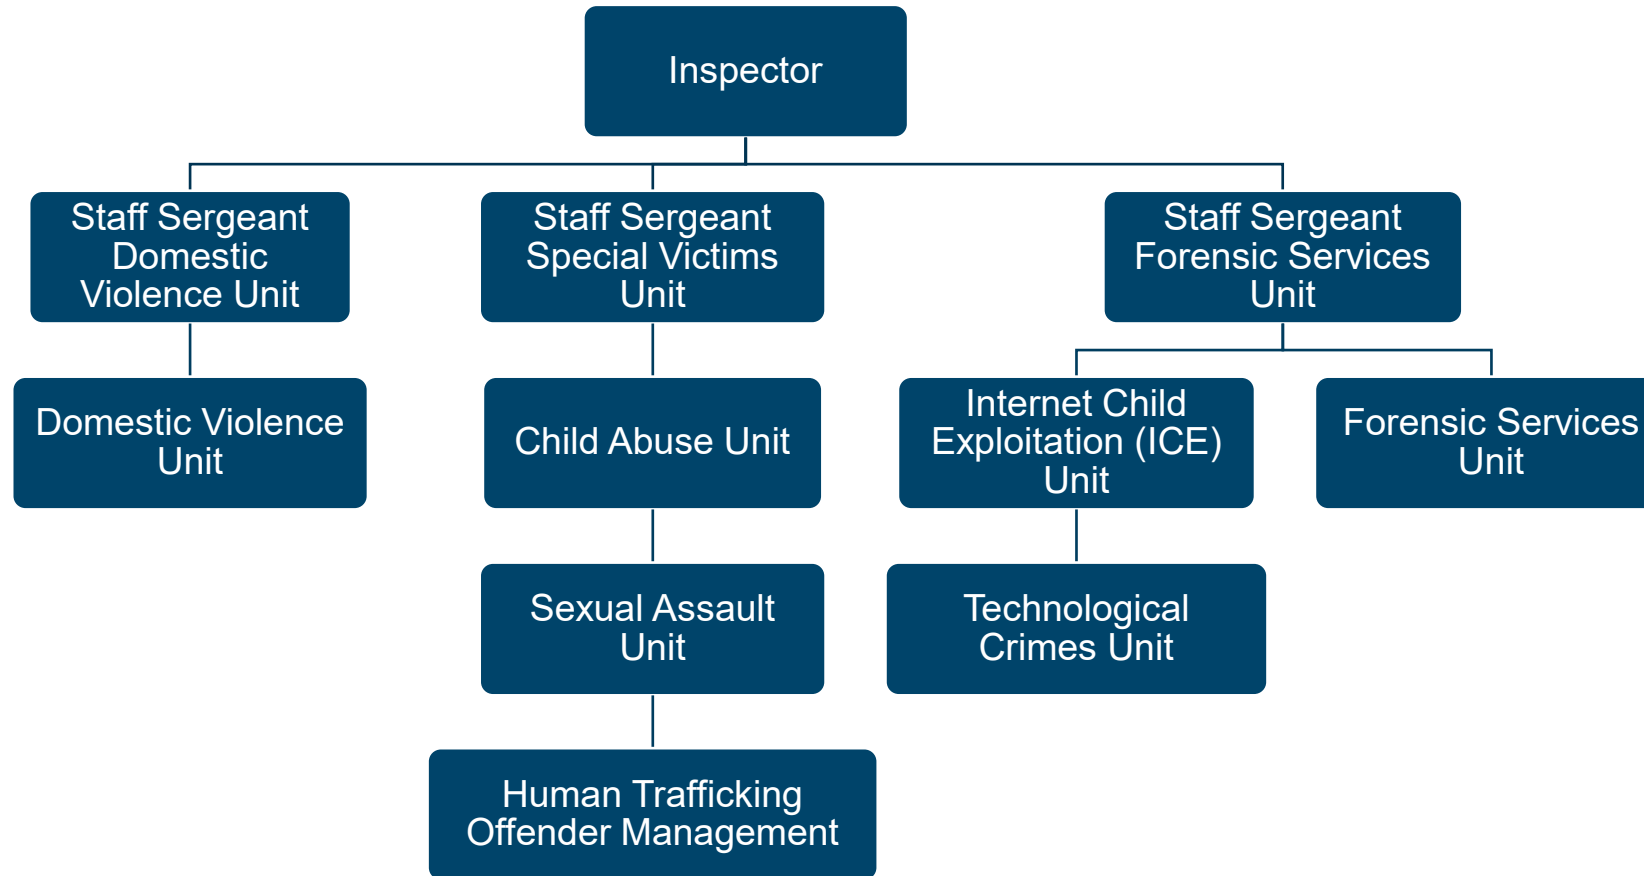 Inspector
Staff Sergeant
Domestic
Violence Unit
Staff Sergeant
Special Victims
Unit
Staff Sergeant
Forensic Services
Unit
Domestic Violence
Unit
Child Abuse Unit
Internet Child
Exploitation (ICE)
Unit
Forensic Services
Unit
Sexual Assault
Unit
Technological
Crimes Unit
Human Trafficking
Offender Management